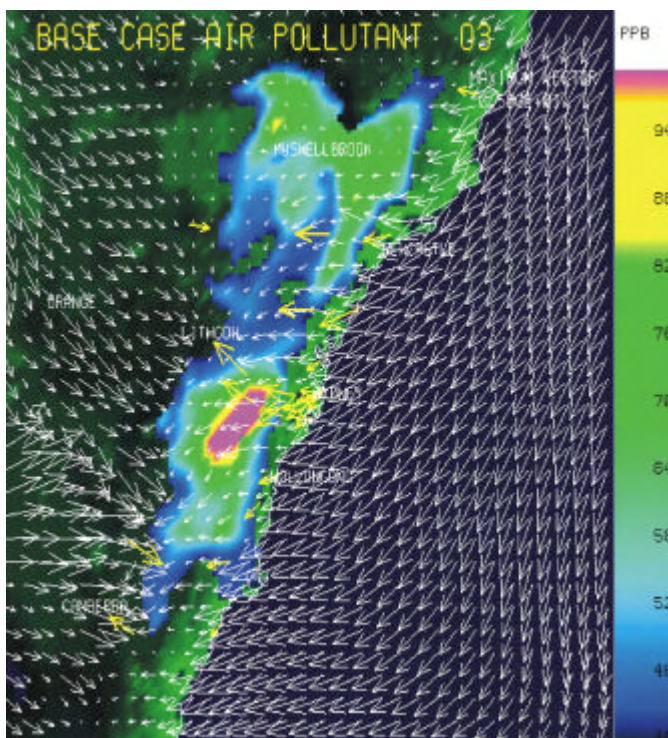 BASE CASE AIR POLLUTANT O3
PPB
MAXIMUM VECTOR
94
88
MUSWELLBROOK
82
NEWCASTLE
ORANGE
76
LITHGOW
70
64
WOLLONGONG
58
CANBERRA
52
46